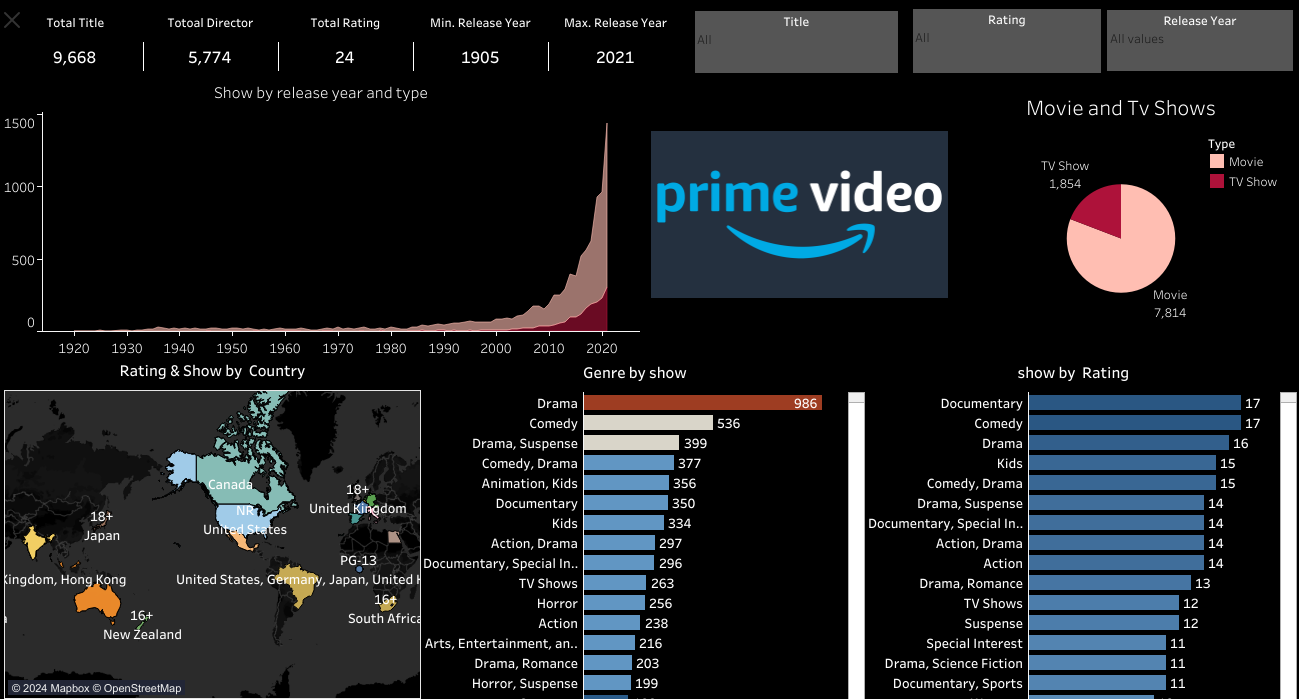 Total Title
Totoal Director
Total Rating
Min. Release Year
Max. Release Year
9,668
5,774
24
1905
2021
Title
All
Rating
All
Release Year
All values
Show by release year and type
1500
1000
500
0
1920
1930
1940
1950
1960
1970
1980
1990
2000
2010
2020
prime video
Movie and Tv Shows
Type
Movie
TV Show
TV Show
1,854
Movie
7,814
Rating & Show by Country
Canada
NR
United States
18+
United Kingdom
18+
Japan
PG-13
Kingdom, Hong Kong
United States, Germany, Japan, United K
16+
South Africa
16+
New Zealand
© 2024 Mapbox © OpenStreetMap
Genre by show
Drama 986
Comedy 536
Drama, Suspense 399
Comedy, Drama 377
Animation, Kids 356
Documentary 350
Kids 334
Action, Drama 297
Documentary, Special In.. 296
TV Shows 263
Horror 256
Action 238
Arts, Entertainment, an.. 216
Drama, Romance 203
Horror, Suspense 199
show by Rating
Documentary 17
Comedy 17
Drama 16
Kids 15
Comedy, Drama 15
Drama, Suspense 14
Documentary, Special In.. 14
Action, Drama 14
Action 14
Drama, Romance 13
TV Shows 12
Suspense 12
Special Interest 11
Drama, Science Fiction 11
Documentary, Sports 11